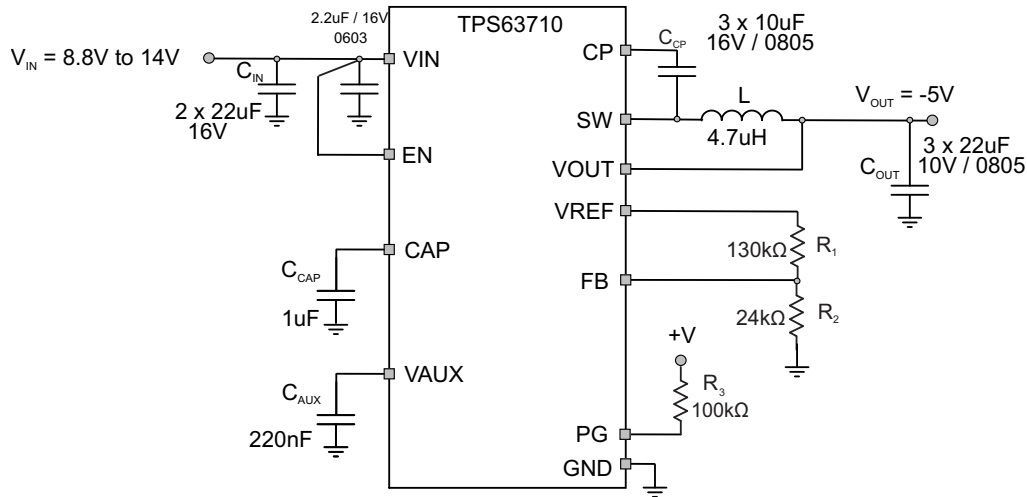 2.2uF / 16V
0603
TPS63710
3 x 10uF
16V / 0805
V_IN = 8.8V to 14V
VIN
CP
C_CP
C_IN
2 x 22uF
16V
L
V_OUT = -5V
SW
4.7uH
3 x 22uF
10V / 0805
EN
VOUT
C_OUT
VREF
CAP
130kΩ
R_1
C_CAP
FB
1uF
24kΩ
R_2
+V
VAUX
R_3
C_AUX
100kΩ
220nF
PG
GND